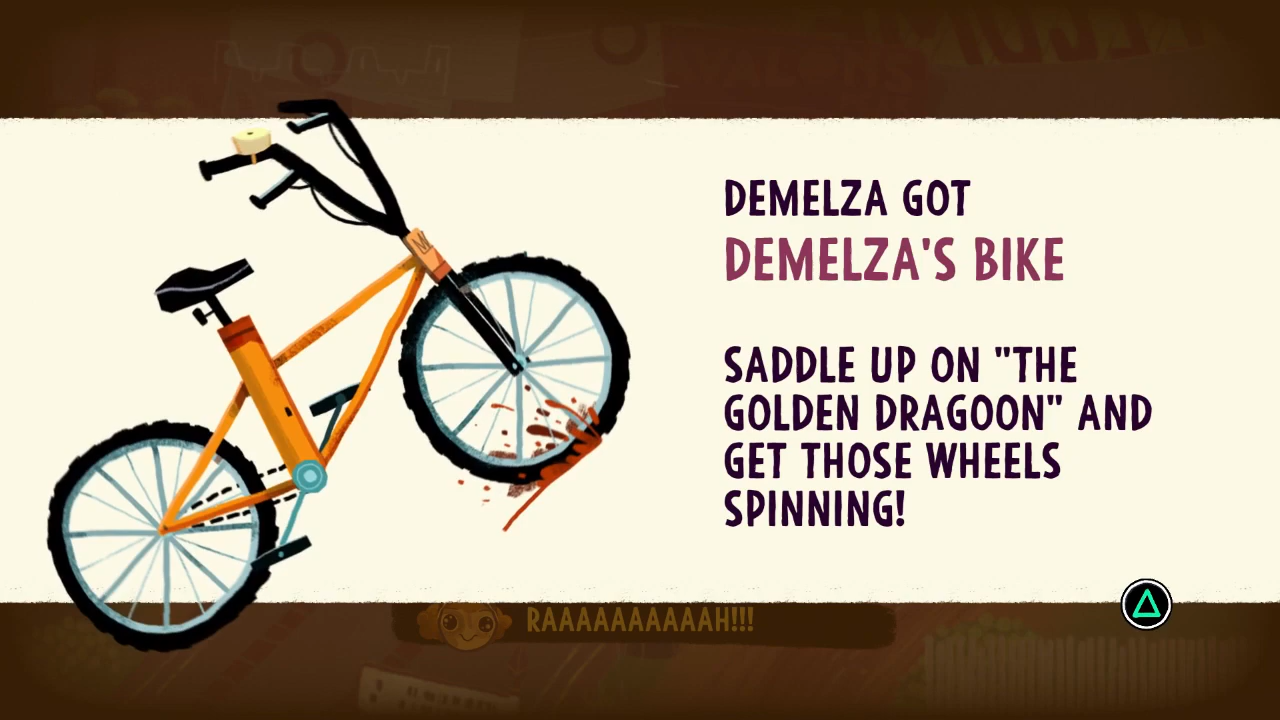 DEMELZA GOT
DEMELZA'S BIKE
SADDLE UP ON "THE
GOLDEN DRAGOON" AND
GET THOSE WHEELS
SPINNING!
RAAAAAAAAAAH!!!